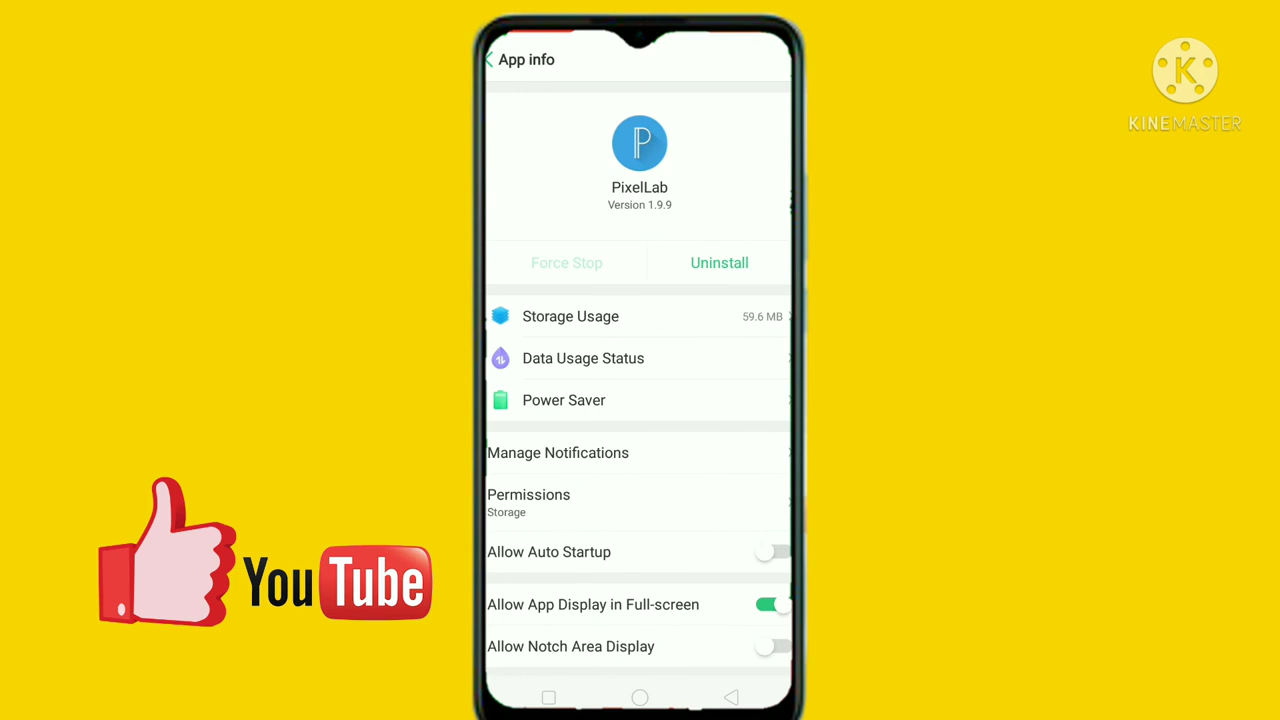 App info
K
KINEMASTER
P
PixelLab
Version 1.9.9
Force Stop
Uninstall
Storage Usage
59.6 MB
Data Usage Status
Power Saver
Manage Notifications
Permissions
Storage
Allow Auto Startup
Allow App Display in Full-screen
Allow Notch Area Display
YouTube